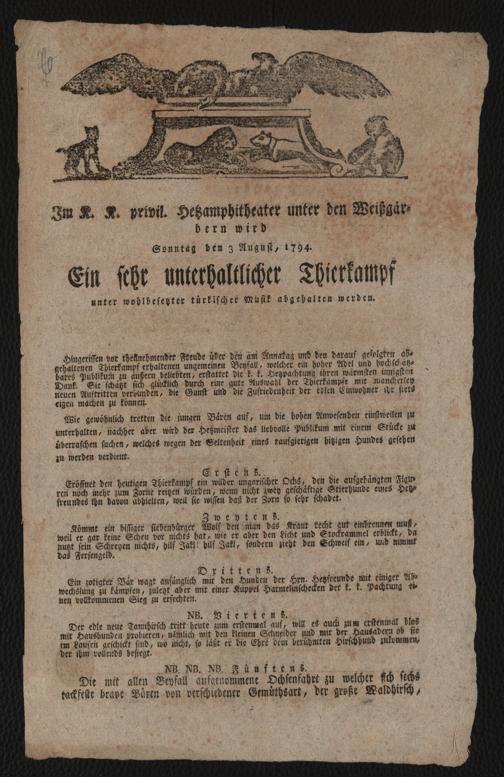 Im K. K. privil. Hetzamphitheater unter den Weißgär-
bern wird
Sonntag den 3 August, 1794.
Ein sehr unterhaltlicher Thierkampf
unter wohlbesetzter türkischer Musik abgehalten werden.
Hingerissen vor theilnehmender Freude über den am Annatag und den darauf gefolgten ab-
gehaltenen Thierkampf erhaltenen ungemeinen Beyfall, welcher ein hoher Adel und hochschätz-
bares Publikum zu äußern beliebten, erstattet die k. k. Hetzpachtung ihren wärmsten innigsten
Dank. Sie schätzt sich glücklich durch eine gute Auswahl der Thierkämpfe mit mancherley
neuen Auftritten verbunden, die Gunst und die Zufriedenheit der edlen Einwohner ihr stets
eigen machen zu können.
Wie gewöhnlich tretten die jungen Bären auf, um die hohen Anwesenden einsweilen zu
unterhalten, nachher aber wird der Hetzmeister das liebvolle Publikum mit einem Stücke zu
überraschen suchen, welches wegen der Seltenheit eines raufgierigen hitzigen Hundes gesehen
zu werden verdient.
Erstens.
Eröfnet den heutigen Thierkampf ein wilder ungarischer Ochs, den die aufgehängten Figu-
ren noch mehr zum Zorne reitzen würden, wenn nicht zwey geschäftige Stierhunde eines Hetz-
freundes ihn davon abhielten, weil sie wissen daß der Zorn so sehr schadet.
Zweytens.
Kömmt ein bissiger siebenbürger Wolf den man das Kraut recht gut einbrennen muß,
weil er gar keine Scheu vor nichts hat, wie er aber den Licht und Stockrammel erblickt, da
nutzt sein Schreyen nichts, hilf Jaki! hilf Jaki, sondern zieht den Schweif ein, und nimmt
das Fersengeld.
Drittens.
Ein zotigter Bär wagt anfänglich mit den Hunden der Hrn. Hetzfreunde mit einiger Ab-
wechslung zu kämpfen, zuletzt aber mit einer Kuppel Harmelinschecken der k. k. Pachtung ei-
nen vollkommenen Sieg zu erfechten.
NB. Viertens.
Der edle neue Tannhirsch tritt heute zum erstenmal auf, will es auch zum erstenmal blos
mit Haushunden probieren, nämlich mit den kleinen Schneider und mit der Hausadern ob sie
im Laufen geschickt sind, wo nicht, so läßt er die Ehre dem berühmten Hirschhund zukommen,
der ihm vollends besiegt.
NB. NB. NB. Fünftens.
Die mit allen Beyfall aufgenommene Ochsenfahrt zu welcher sich sechs
tackfeste brave Bären von verschiedener Gemüthsart, der große Waldhirsch,